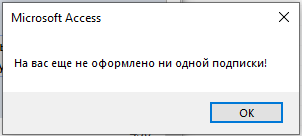 Microsoft Access
На вас еще не оформлено ни одной подписки!
OK